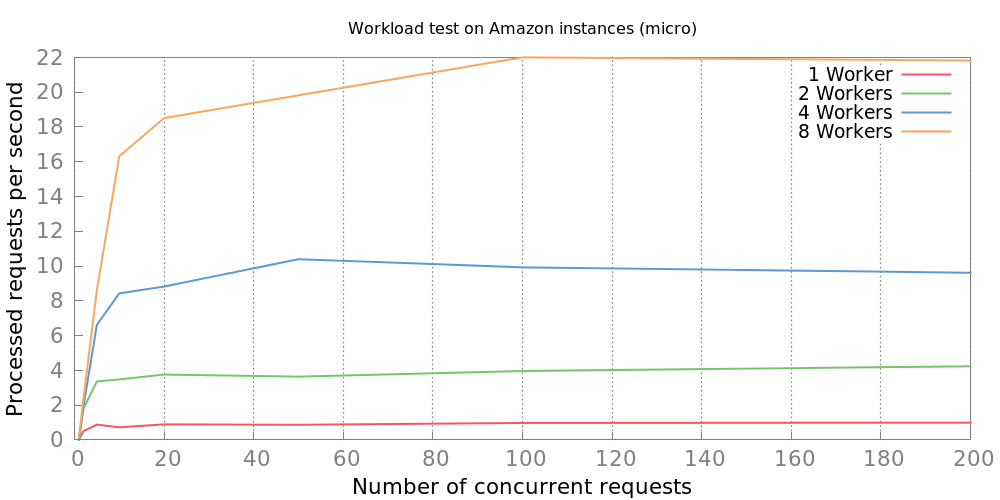 Workload test on Amazon instances (micro)
Processed requests per second
22
20
18
16
14
12
10
8
6
4
2
0
1 Worker
2 Workers
4 Workers
8 Workers
0 20 40 60 80 100 120 140 160 180 200
Number of concurrent requests